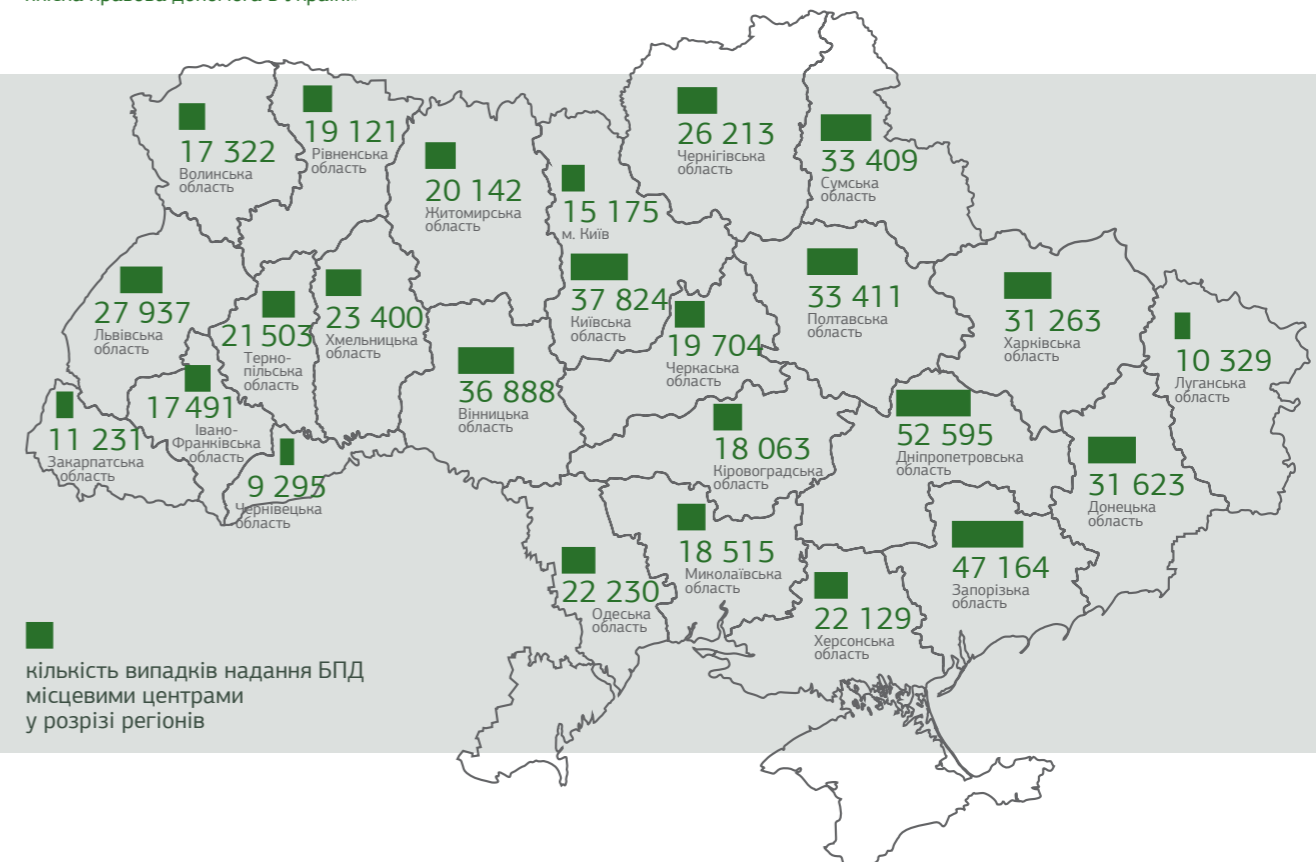 якісна правова допомога в Україні»
26 213
Чернігівська
область
33 409
Сумська
область
17 322
Волинська
область
19 121
Рівненська
область
20 142
Житомирська
область
15 175
м. Київ
27 937
Львівська
область
21 503
Терно-
пільська
область
23 400
Хмельницька
область
37 824
Київська
область
33 411
Полтавська
область
31 263
Харківська
область
10 329
Луганська
область
19 704
Черкаська
область
36 888
Вінницька
область
17 491
Івано-
Франківська
область
11 231
Закарпатська
область
9 295
Чернівецька
область
18 063
Кіровоградська
область
52 595
Дніпропетровська
область
31 623
Донецька
область
18 515
Миколаївська
область
47 164
Запорізька
область
22 230
Одеська
область
22 129
Херсонська
область
кількість випадків надання БПД
місцевими центрами
у розрізі регіонів